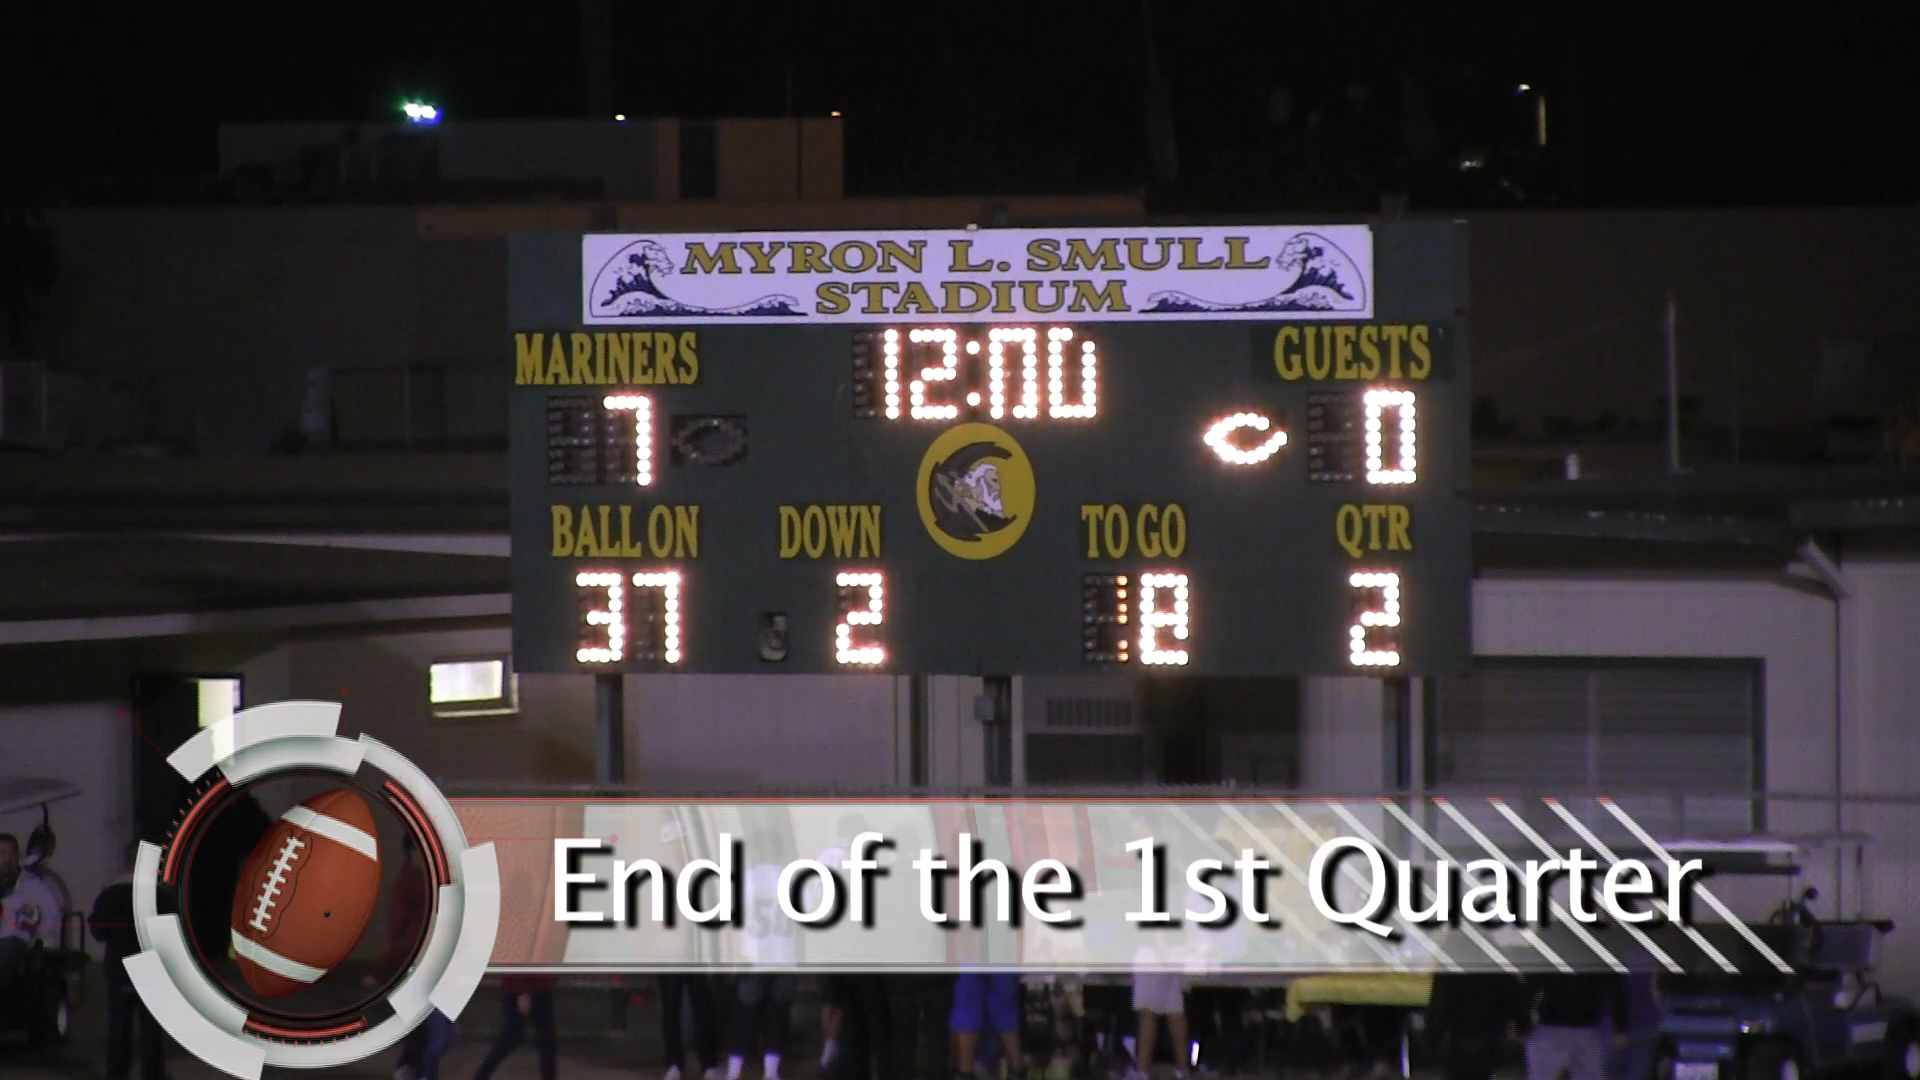 MYRON L. SMULL
STADIUM
MARINERS 12:00 GUESTS
7 0
BALL ON DOWN TO GO QTR
37 2 8 2
End of the 1st Quarter